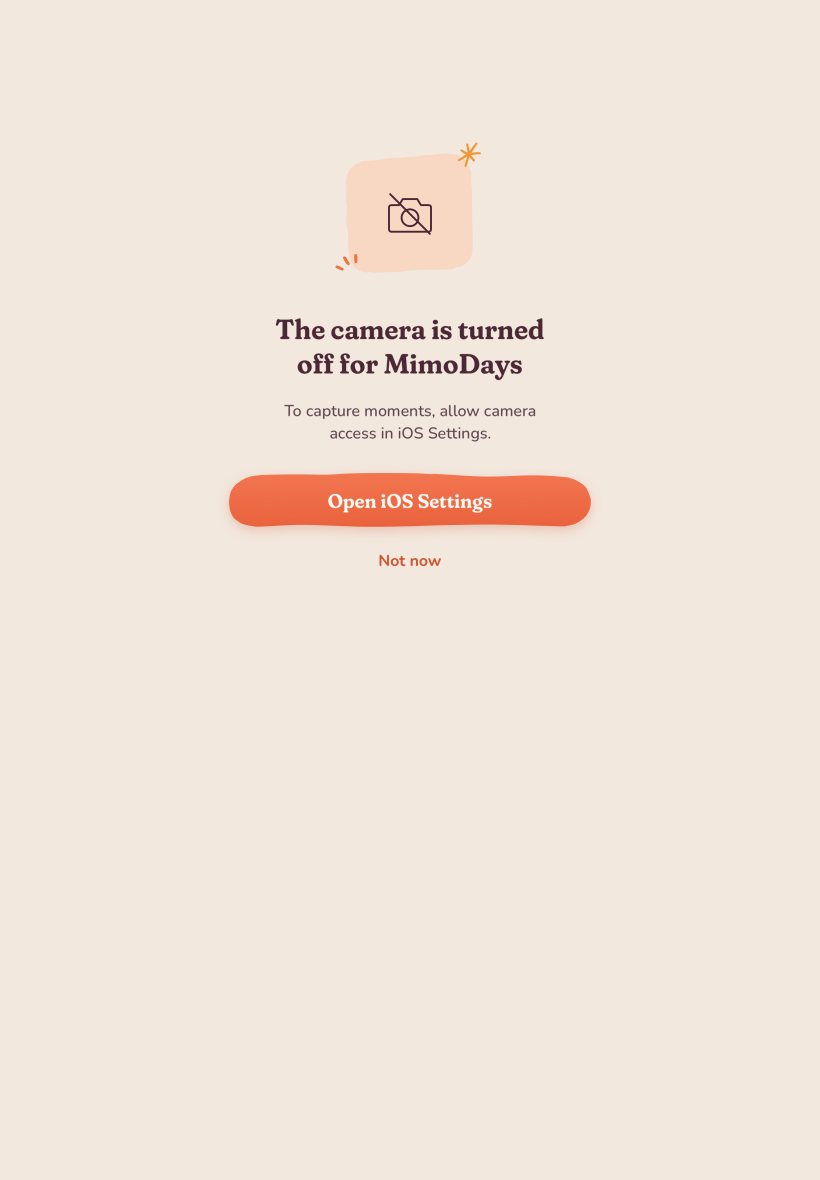 The camera is turned
off for MimoDays
To capture moments, allow camera
access in iOS Settings.
Open iOS Settings
Not now